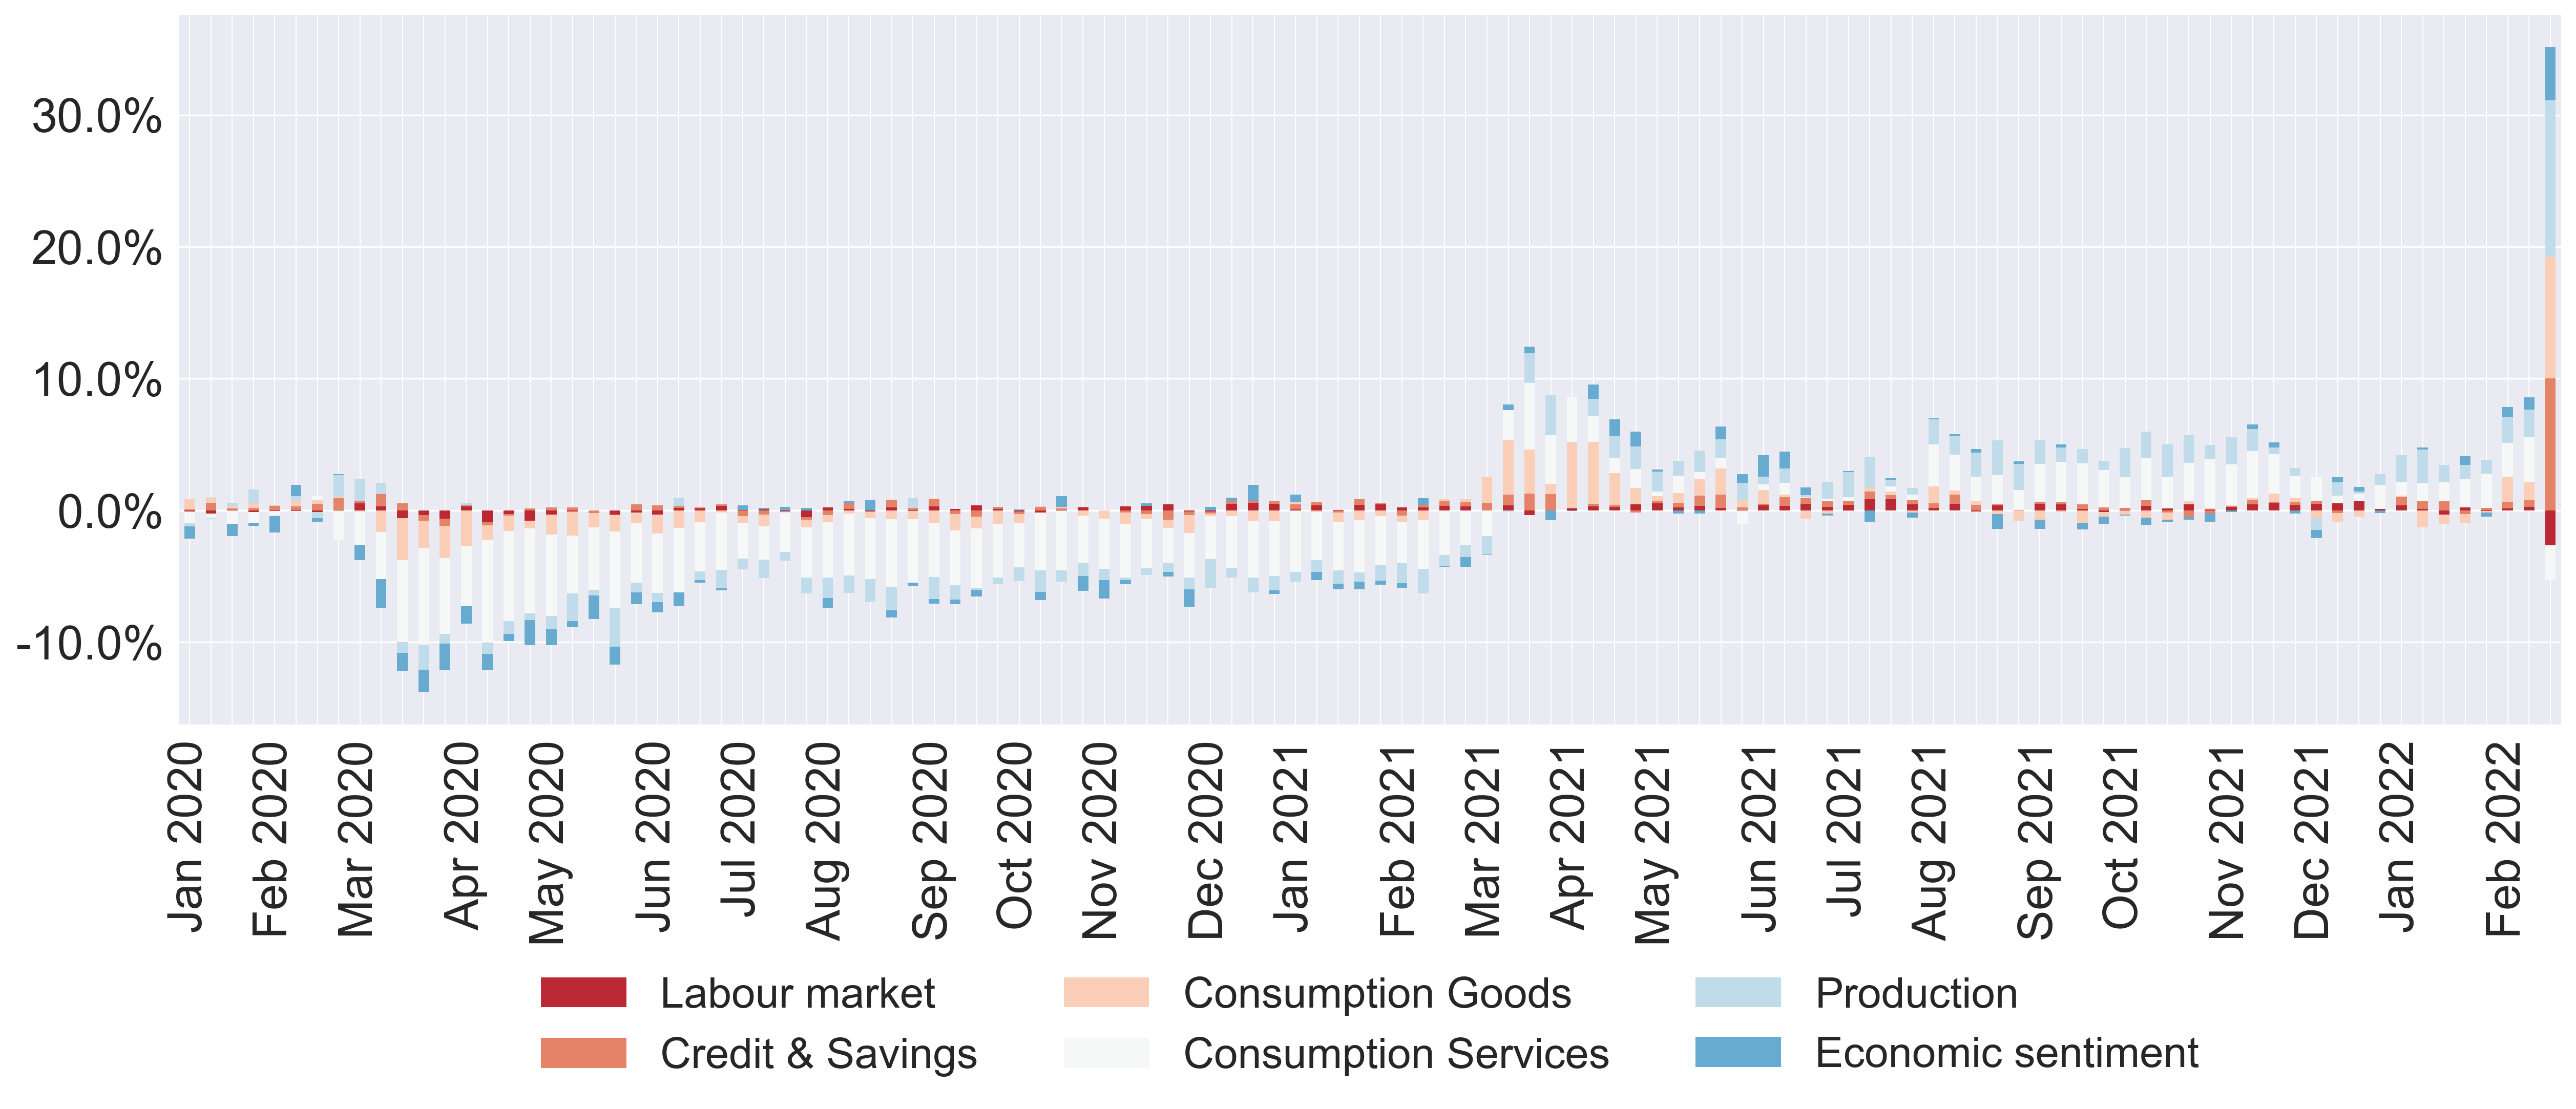 30.0%
20.0%
10.0%
0.0%
-10.0%
Jan 2020
Feb 2020
Mar 2020
Apr 2020
May 2020
Jun 2020
Jul 2020
Aug 2020
Sep 2020
Oct 2020
Nov 2020
Dec 2020
Jan 2021
Feb 2021
Mar 2021
Apr 2021
May 2021
Jun 2021
Jul 2021
Aug 2021
Sep 2021
Oct 2021
Nov 2021
Dec 2021
Jan 2022
Feb 2022
Labour market
Credit & Savings
Consumption Goods
Consumption Services
Production
Economic sentiment